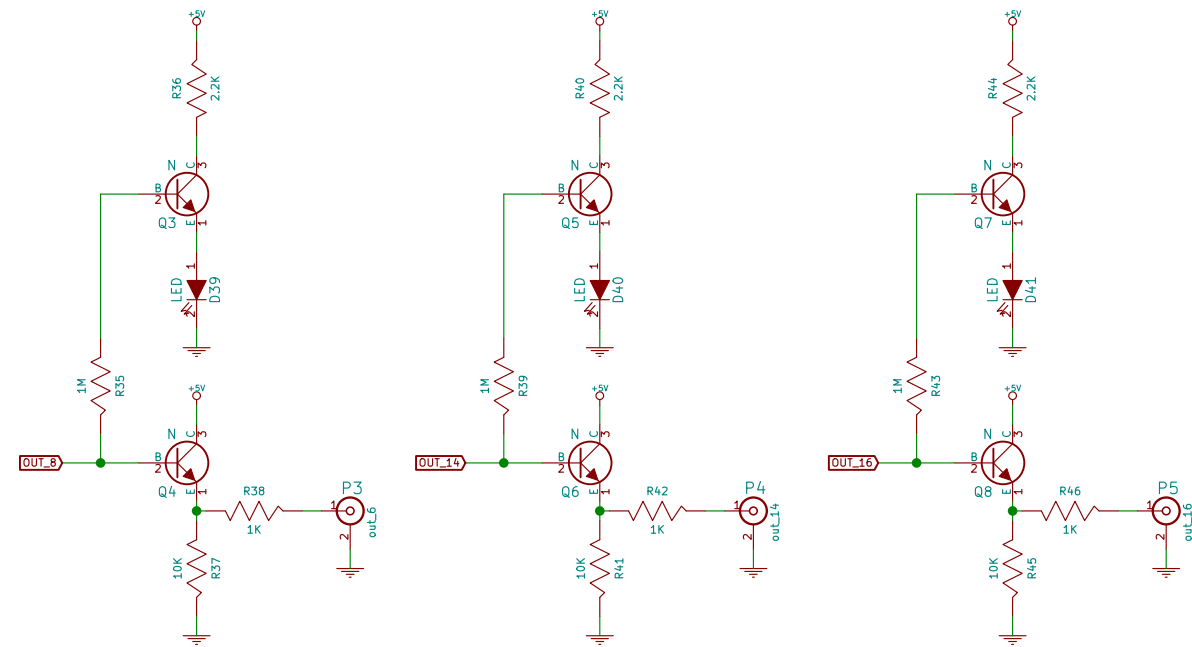 +5V
R36
2.2K
N
C
3
B
2
Q3
E
1
1
LED
D39
2
1M
R35
+5V
N
C
3
OUT_8
B
2
Q4
E
1
R38
1K
P3
1
out_6
2
10K
R37
+5V
R40
2.2K
N
C
3
B
2
Q5
E
1
1
LED
D40
2
1M
R39
+5V
N
C
3
OUT_14
B
2
Q6
E
1
R42
1K
P4
1
out_14
2
10K
R41
+5V
R44
2.2K
N
C
3
B
2
Q7
E
1
1
LED
D41
2
1M
R43
+5V
N
C
3
OUT_16
B
2
Q8
E
1
R46
1K
P5
1
out_16
2
10K
R45